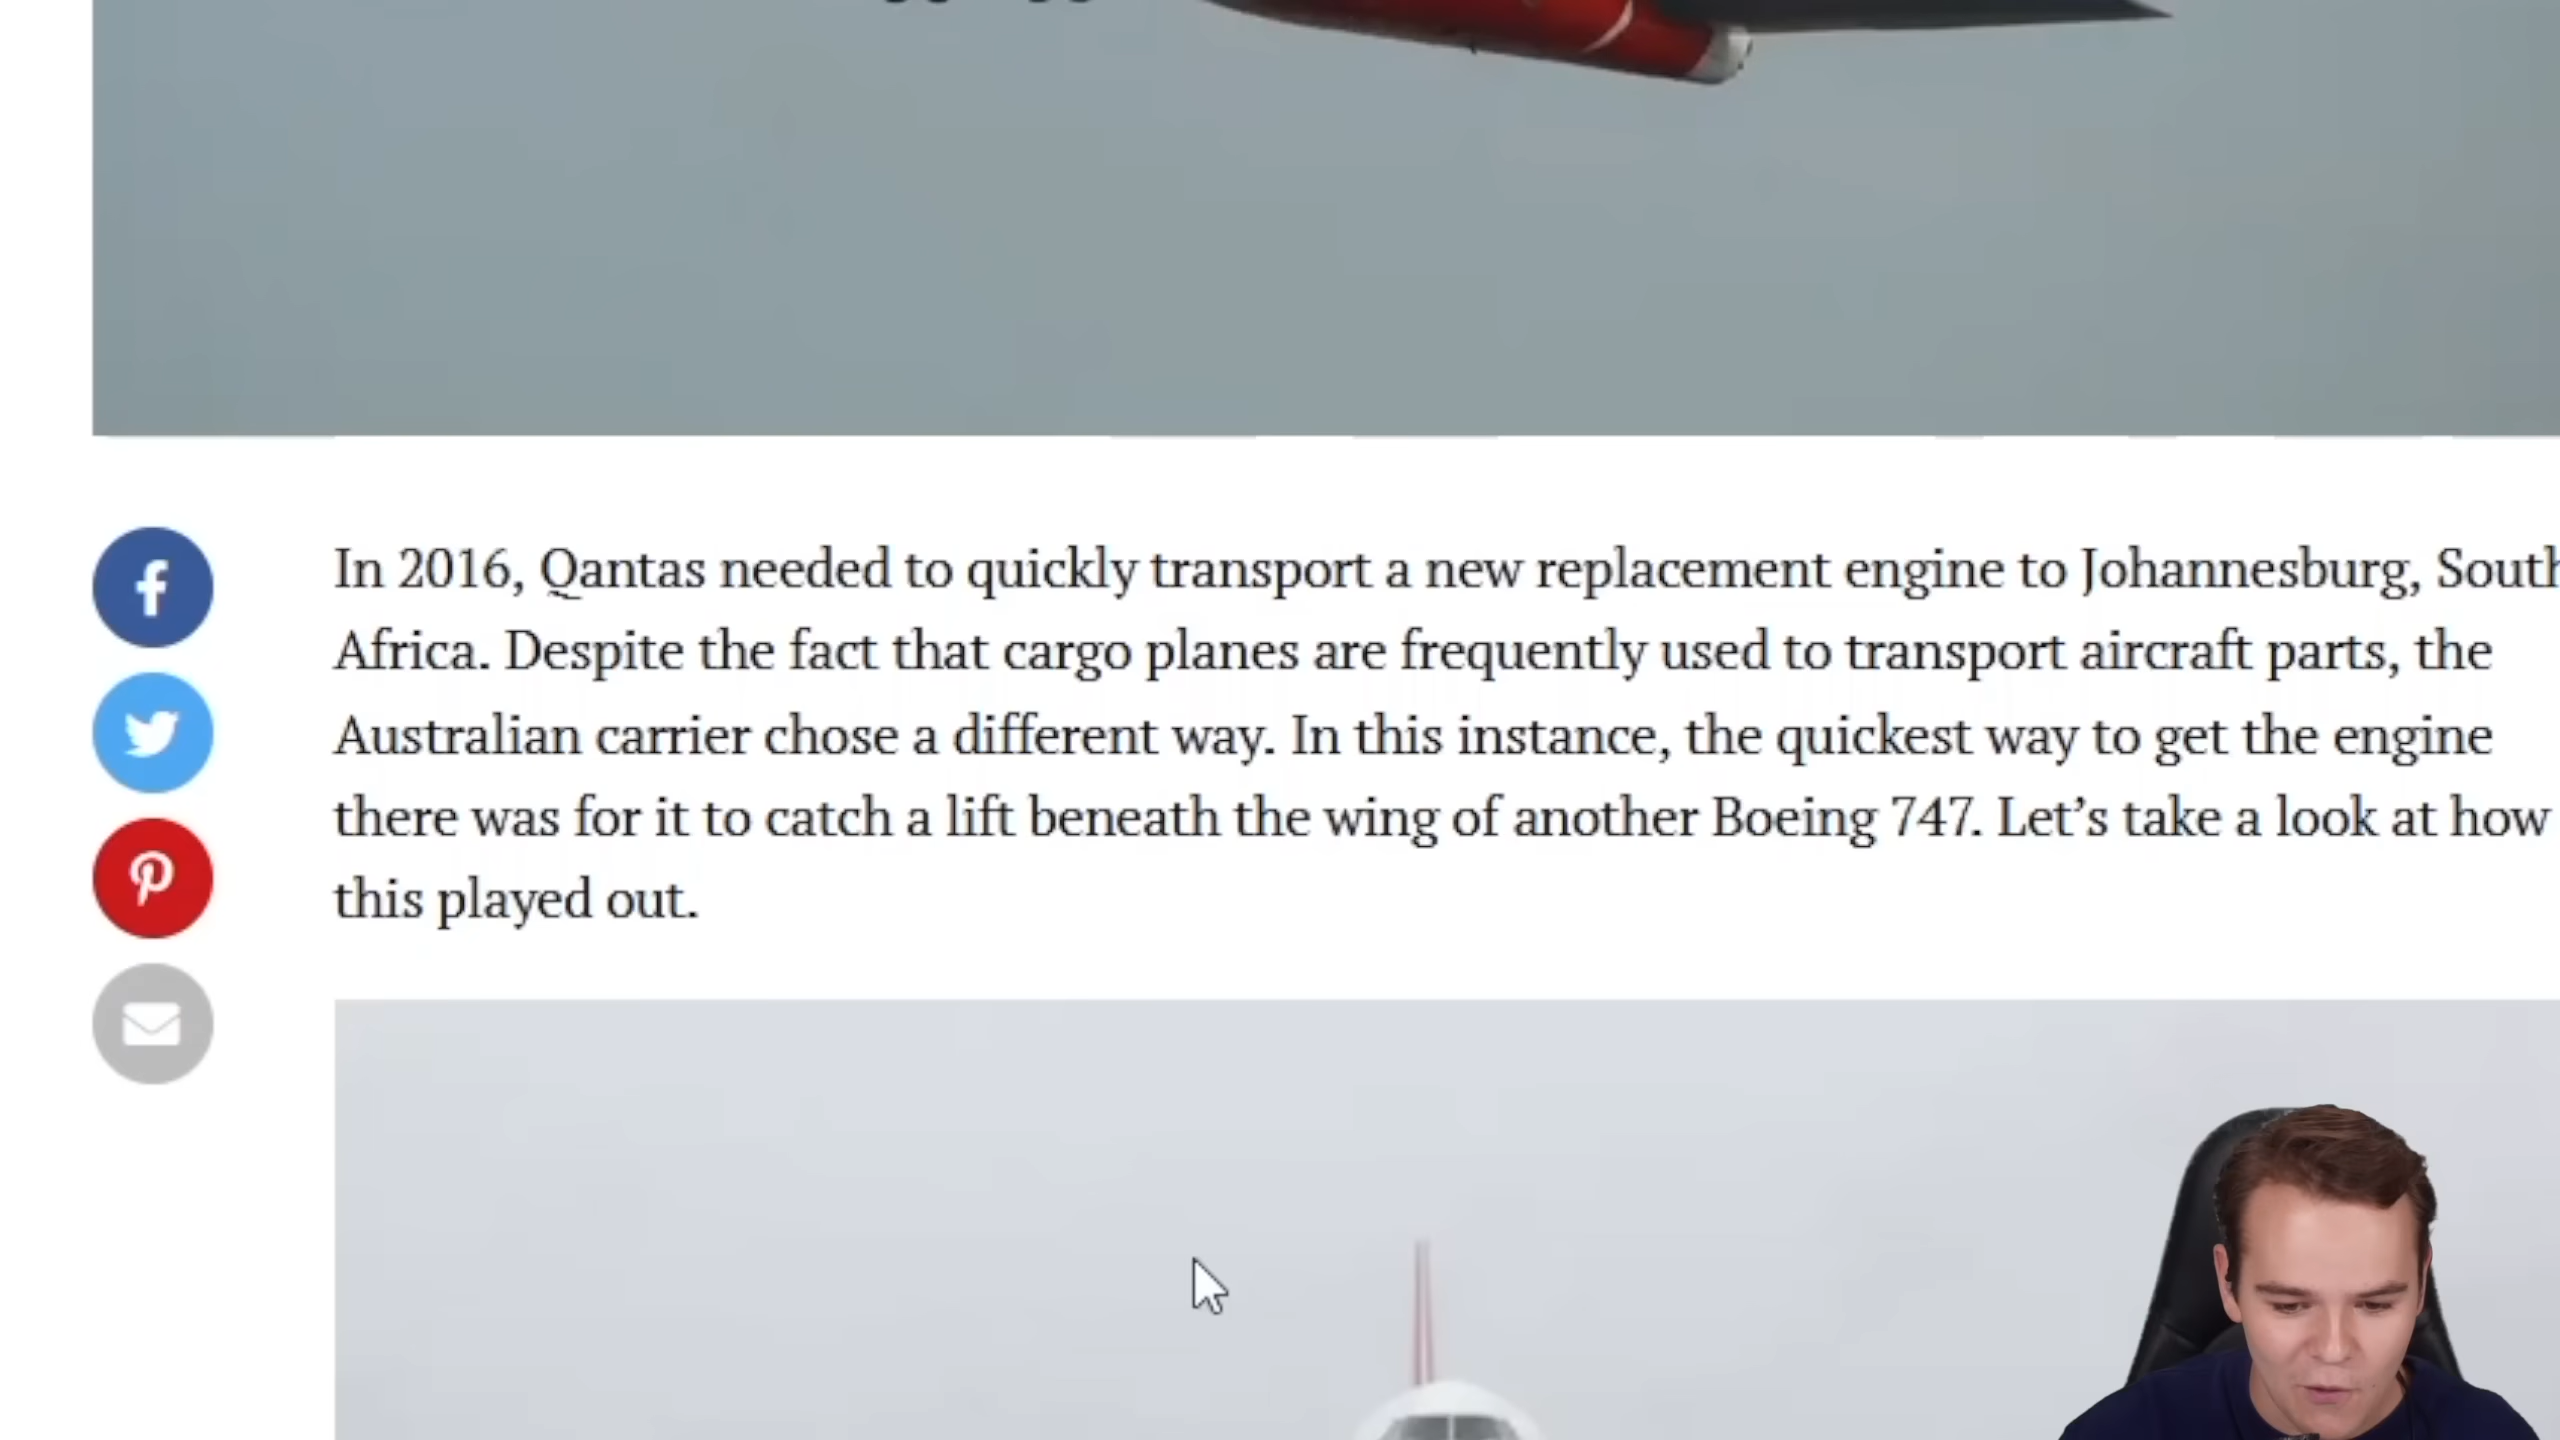 In 2016, Qantas needed to quickly transport a new replacement engine to Johannesburg, South
Africa. Despite the fact that cargo planes are frequently used to transport aircraft parts, the
Australian carrier chose a different way. In this instance, the quickest way to get the engine
there was for it to catch a lift beneath the wing of another Boeing 747. Let’s take a look at how
this played out.